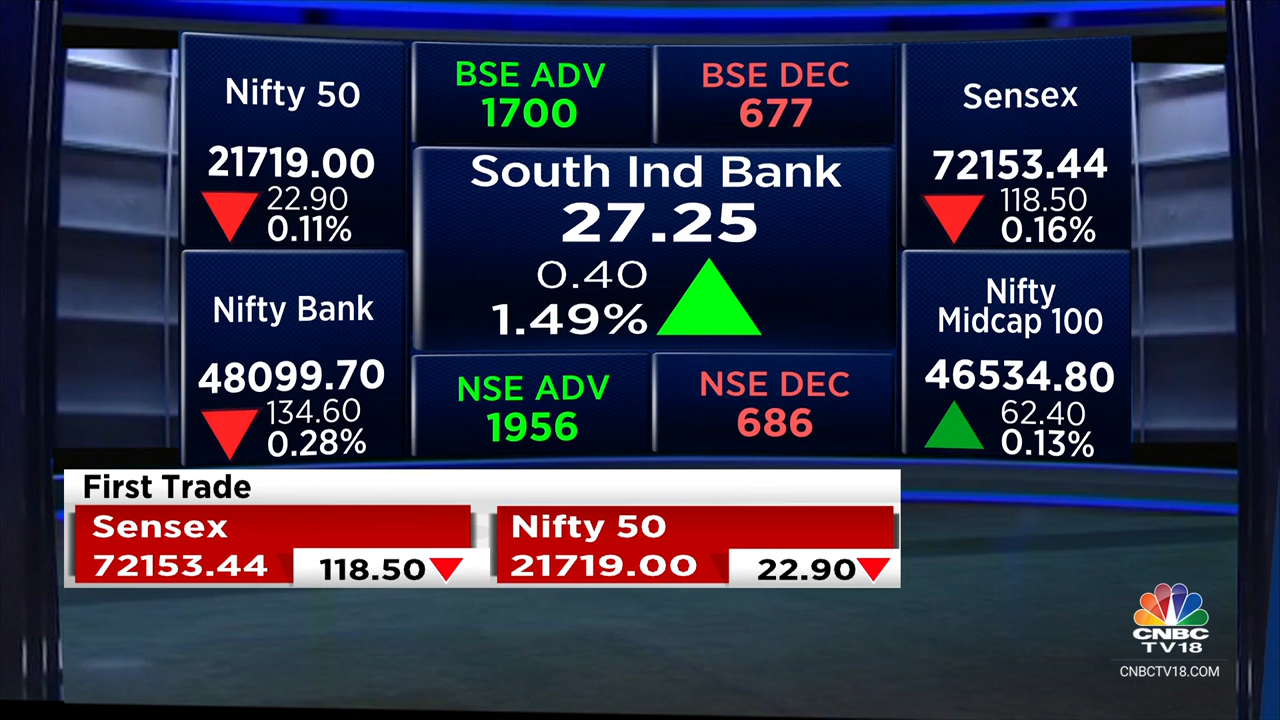 Nifty 50
21719.00
22.90
0.11%
BSE ADV
1700
BSE DEC
677
Sensex
72153.44
118.50
0.16%
South Ind Bank
27.25
0.40
1.49%
Nifty Bank
48099.70
134.60
0.28%
NSE ADV
1956
NSE DEC
686
Nifty
Midcap 100
46534.80
62.40
0.13%
First Trade
Sensex
72153.44
118.50
Nifty 50
21719.00
22.90
CNBC
TV18
CNBCTV18.COM